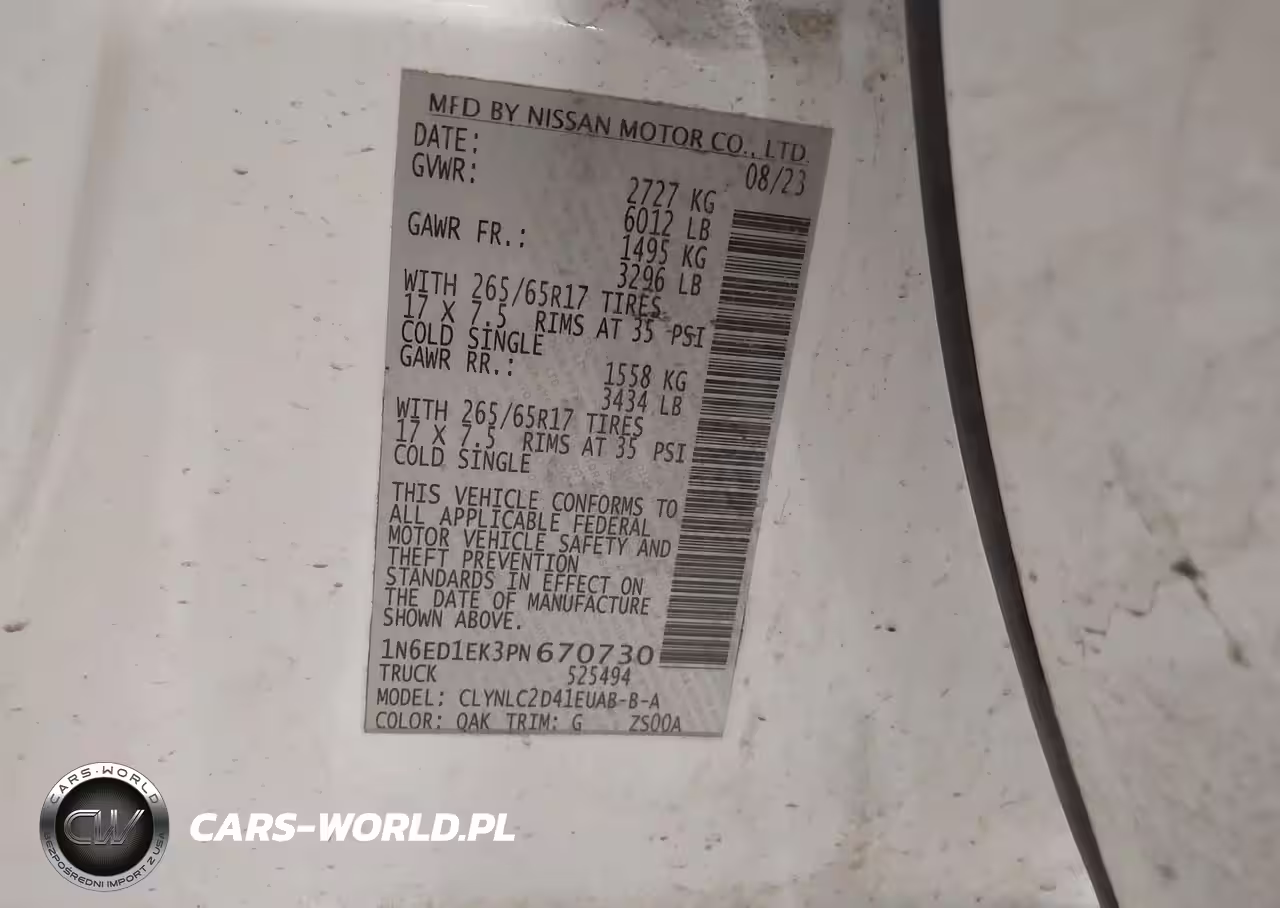 MFD BY NISSAN MOTOR CO., LTD.
DATE: 08/23
GVWR: 2727 KG
6012 LB
GAWR FR.: 1495 KG
3296 LB
WITH 265/65R17 TIRES
17 X 7.5 RIMS AT 35 PSI
COLD SINGLE
GAWR RR.: 1558 KG
3434 LB
WITH 265/65R17 TIRES
17 X 7.5 RIMS AT 35 PSI
COLD SINGLE
THIS VEHICLE CONFORMS TO
ALL APPLICABLE FEDERAL
MOTOR VEHICLE SAFETY AND
THEFT PREVENTION
STANDARDS IN EFFECT ON
THE DATE OF MANUFACTURE
SHOWN ABOVE.
1N6ED1EK3PN670730
TRUCK 525494
MODEL: CLYNLC2D41EUAB-B-A
COLOR: QAK TRIM: G ZS00A
CARS-WORLD
CW
BEZPOŚREDNI IMPORT Z USA
CARS-WORLD.PL